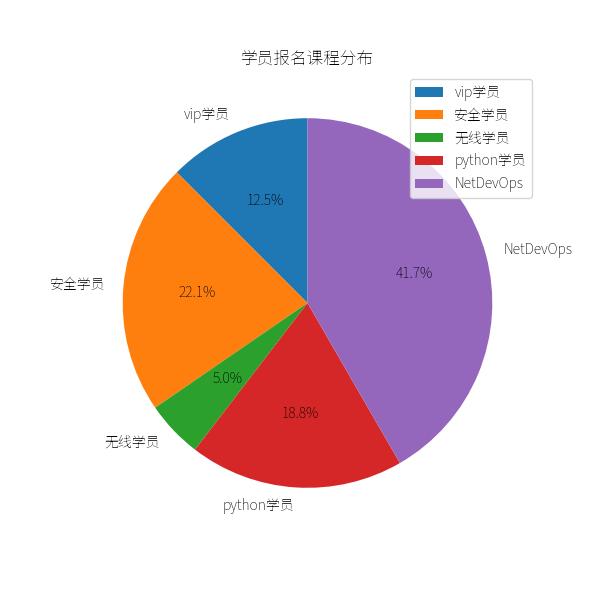 学员报名课程分布
vip学员
安全学员
无线学员
python学员
NetDevOps
vip学员
12.5%
安全学员
22.1%
无线学员
5.0%
python学员
18.8%
NetDevOps
41.7%